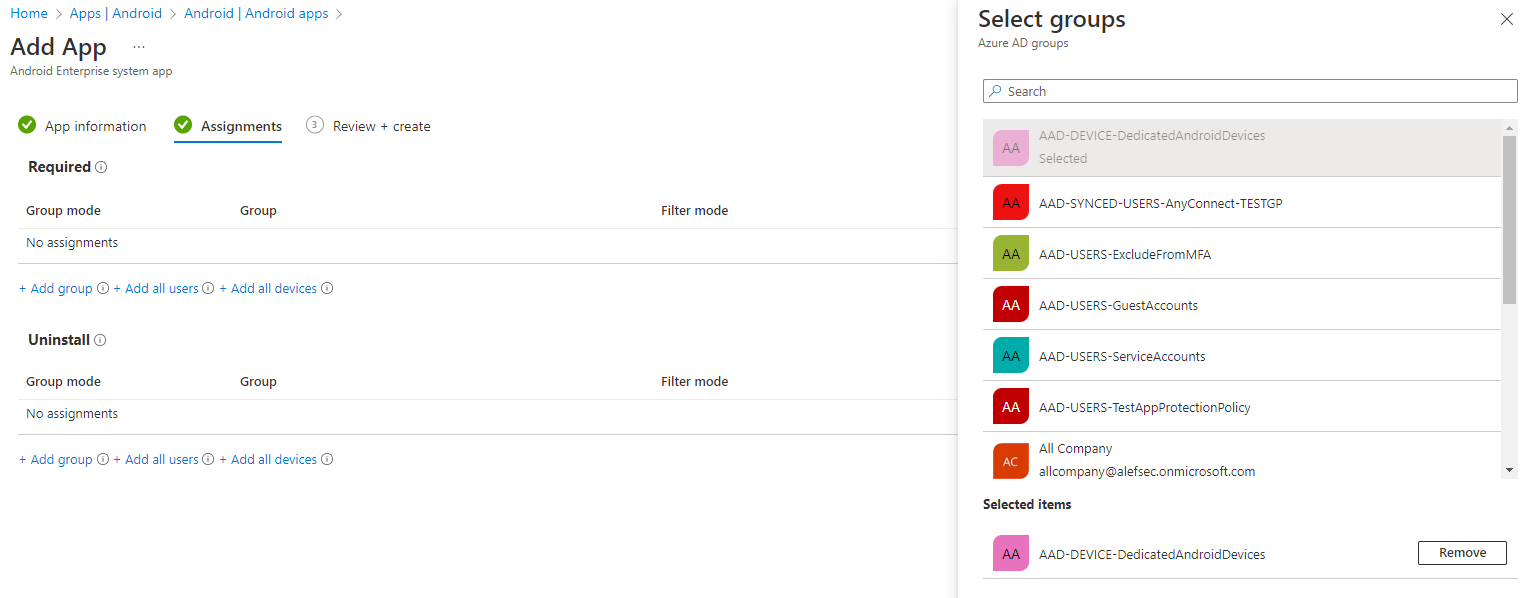 Home > Apps | Android > Android | Android apps >
Add App ...
Android Enterprise system app
App information
Assignments
3 Review + create
Required
Group mode Group Filter mode
No assignments
+ Add group + Add all users + Add all devices
Uninstall
Group mode Group Filter mode
No assignments
+ Add group + Add all users + Add all devices
Select groups
Azure AD groups
Search
AA AAD-DEVICE-DedicatedAndroidDevices
Selected
AA AAD-SYNCED-USERS-AnyConnect-TESTGP
AA AAD-USERS-ExcludeFromMFA
AA AAD-USERS-GuestAccounts
AA AAD-USERS-ServiceAccounts
AA AAD-USERS-TestAppProtectionPolicy
AC All Company
allcompany@alefsec.onmicrosoft.com
Selected items
AA AAD-DEVICE-DedicatedAndroidDevices Remove